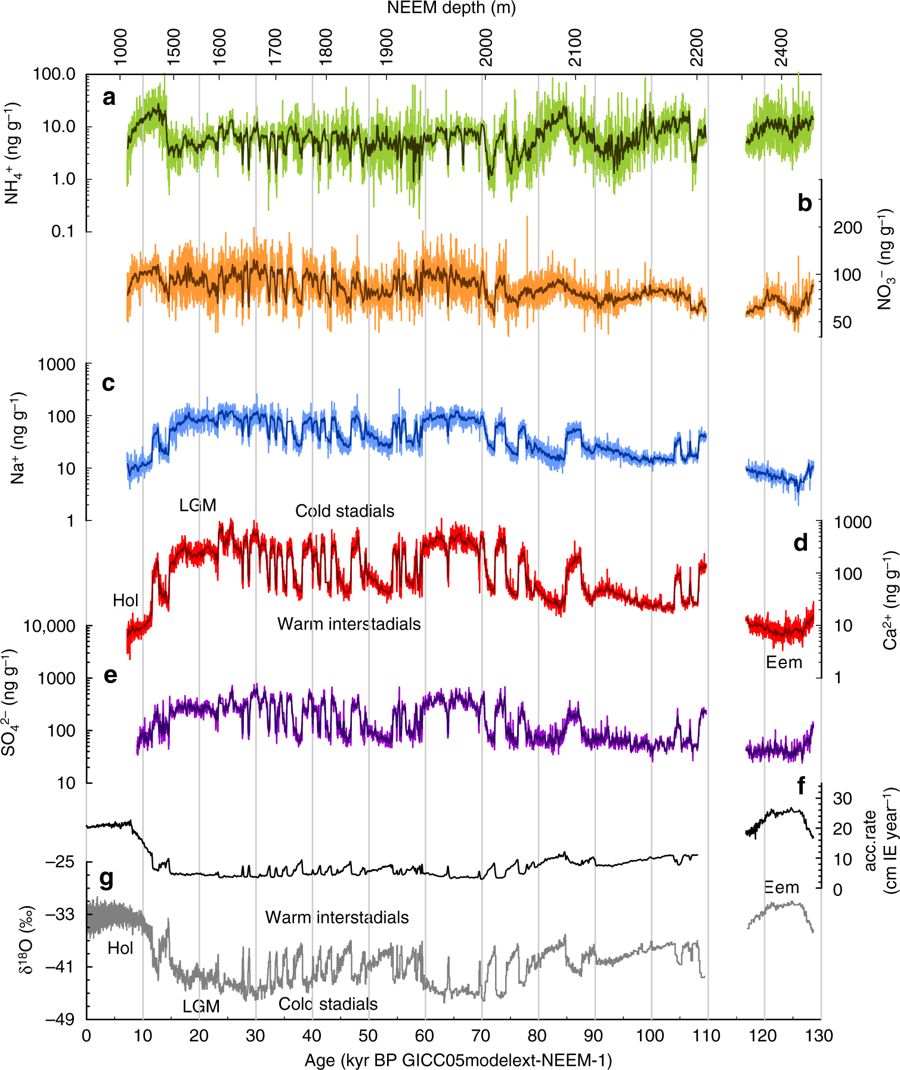 NEEM depth (m)
1000 1500 1600 1700 1800 1900 2000 2100 2200 2400
a
100.0
10.0
1.0
0.1
NH₄⁺ (ng g⁻¹)
b
200
100
50
NO₃⁻ (ng g⁻¹)
c
1000
100
10
1
Na⁺ (ng g⁻¹)
LGM
Cold stadials
d
1000
100
10
1
Ca²⁺ (ng g⁻¹)
Hol
Warm interstadials
Eem
e
10,000
1000
100
10
SO₄²⁻ (ng g⁻¹)
f
30
20
10
0
acc.rate
(cm IE year⁻¹)
g
−25
−33
−41
−49
δ¹⁸O (‰)
Eem
Warm interstadials
Hol
LGM
Cold stadials
0 10 20 30 40 50 60 70 80 90 100 110 120 130
Age (kyr BP GICC05modelext-NEEM-1)